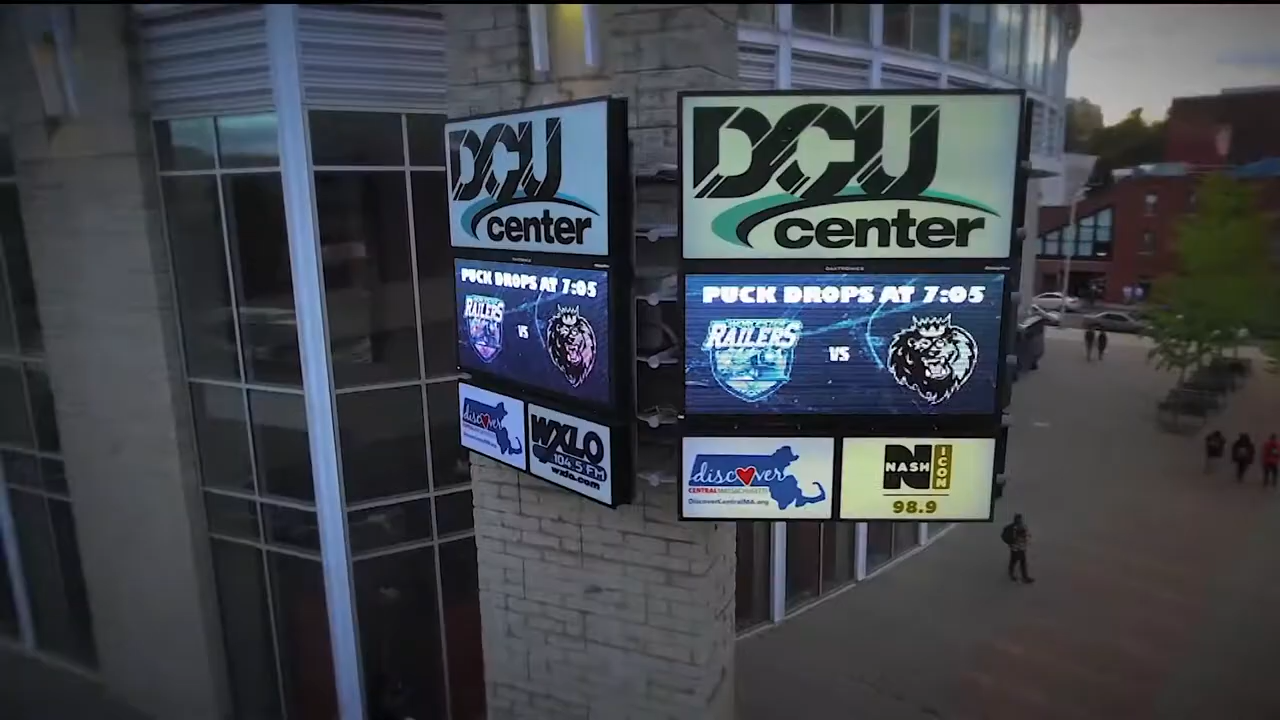 DCU
center
PUCK DROPS AT 7:05
RAILERS
vs
discover
WXLO
104.5 FM
wxlo.com
DCU
center
DAKTRONICS
PUCK DROPS AT 7:05
RAILERS
VS
discover
CENTRAL MASSACHUSETTS
DiscoverCentralMA.org
NASH
ICON
98.9